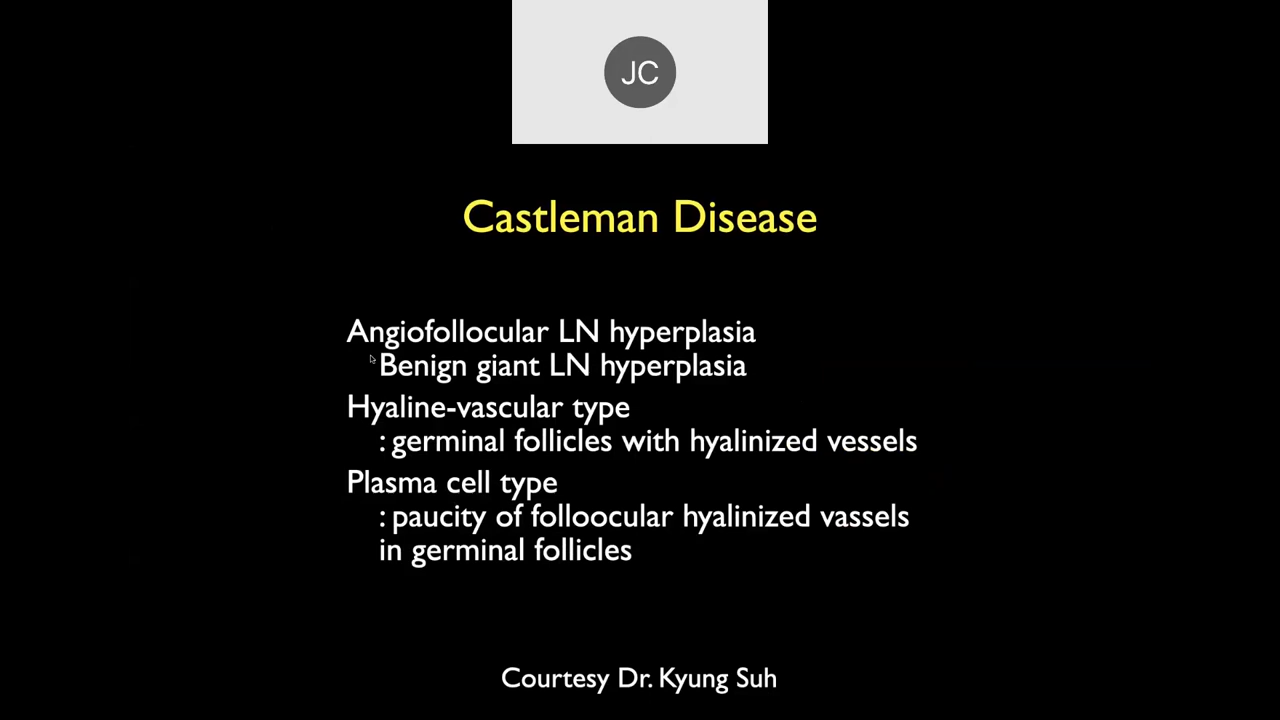 JC
Castleman Disease
Angiofollocular LN hyperplasia
Benign giant LN hyperplasia
Hyaline-vascular type
: germinal follicles with hyalinized vessels
Plasma cell type
: paucity of folloocular hyalinized vassels
in germinal follicles
Courtesy Dr. Kyung Suh